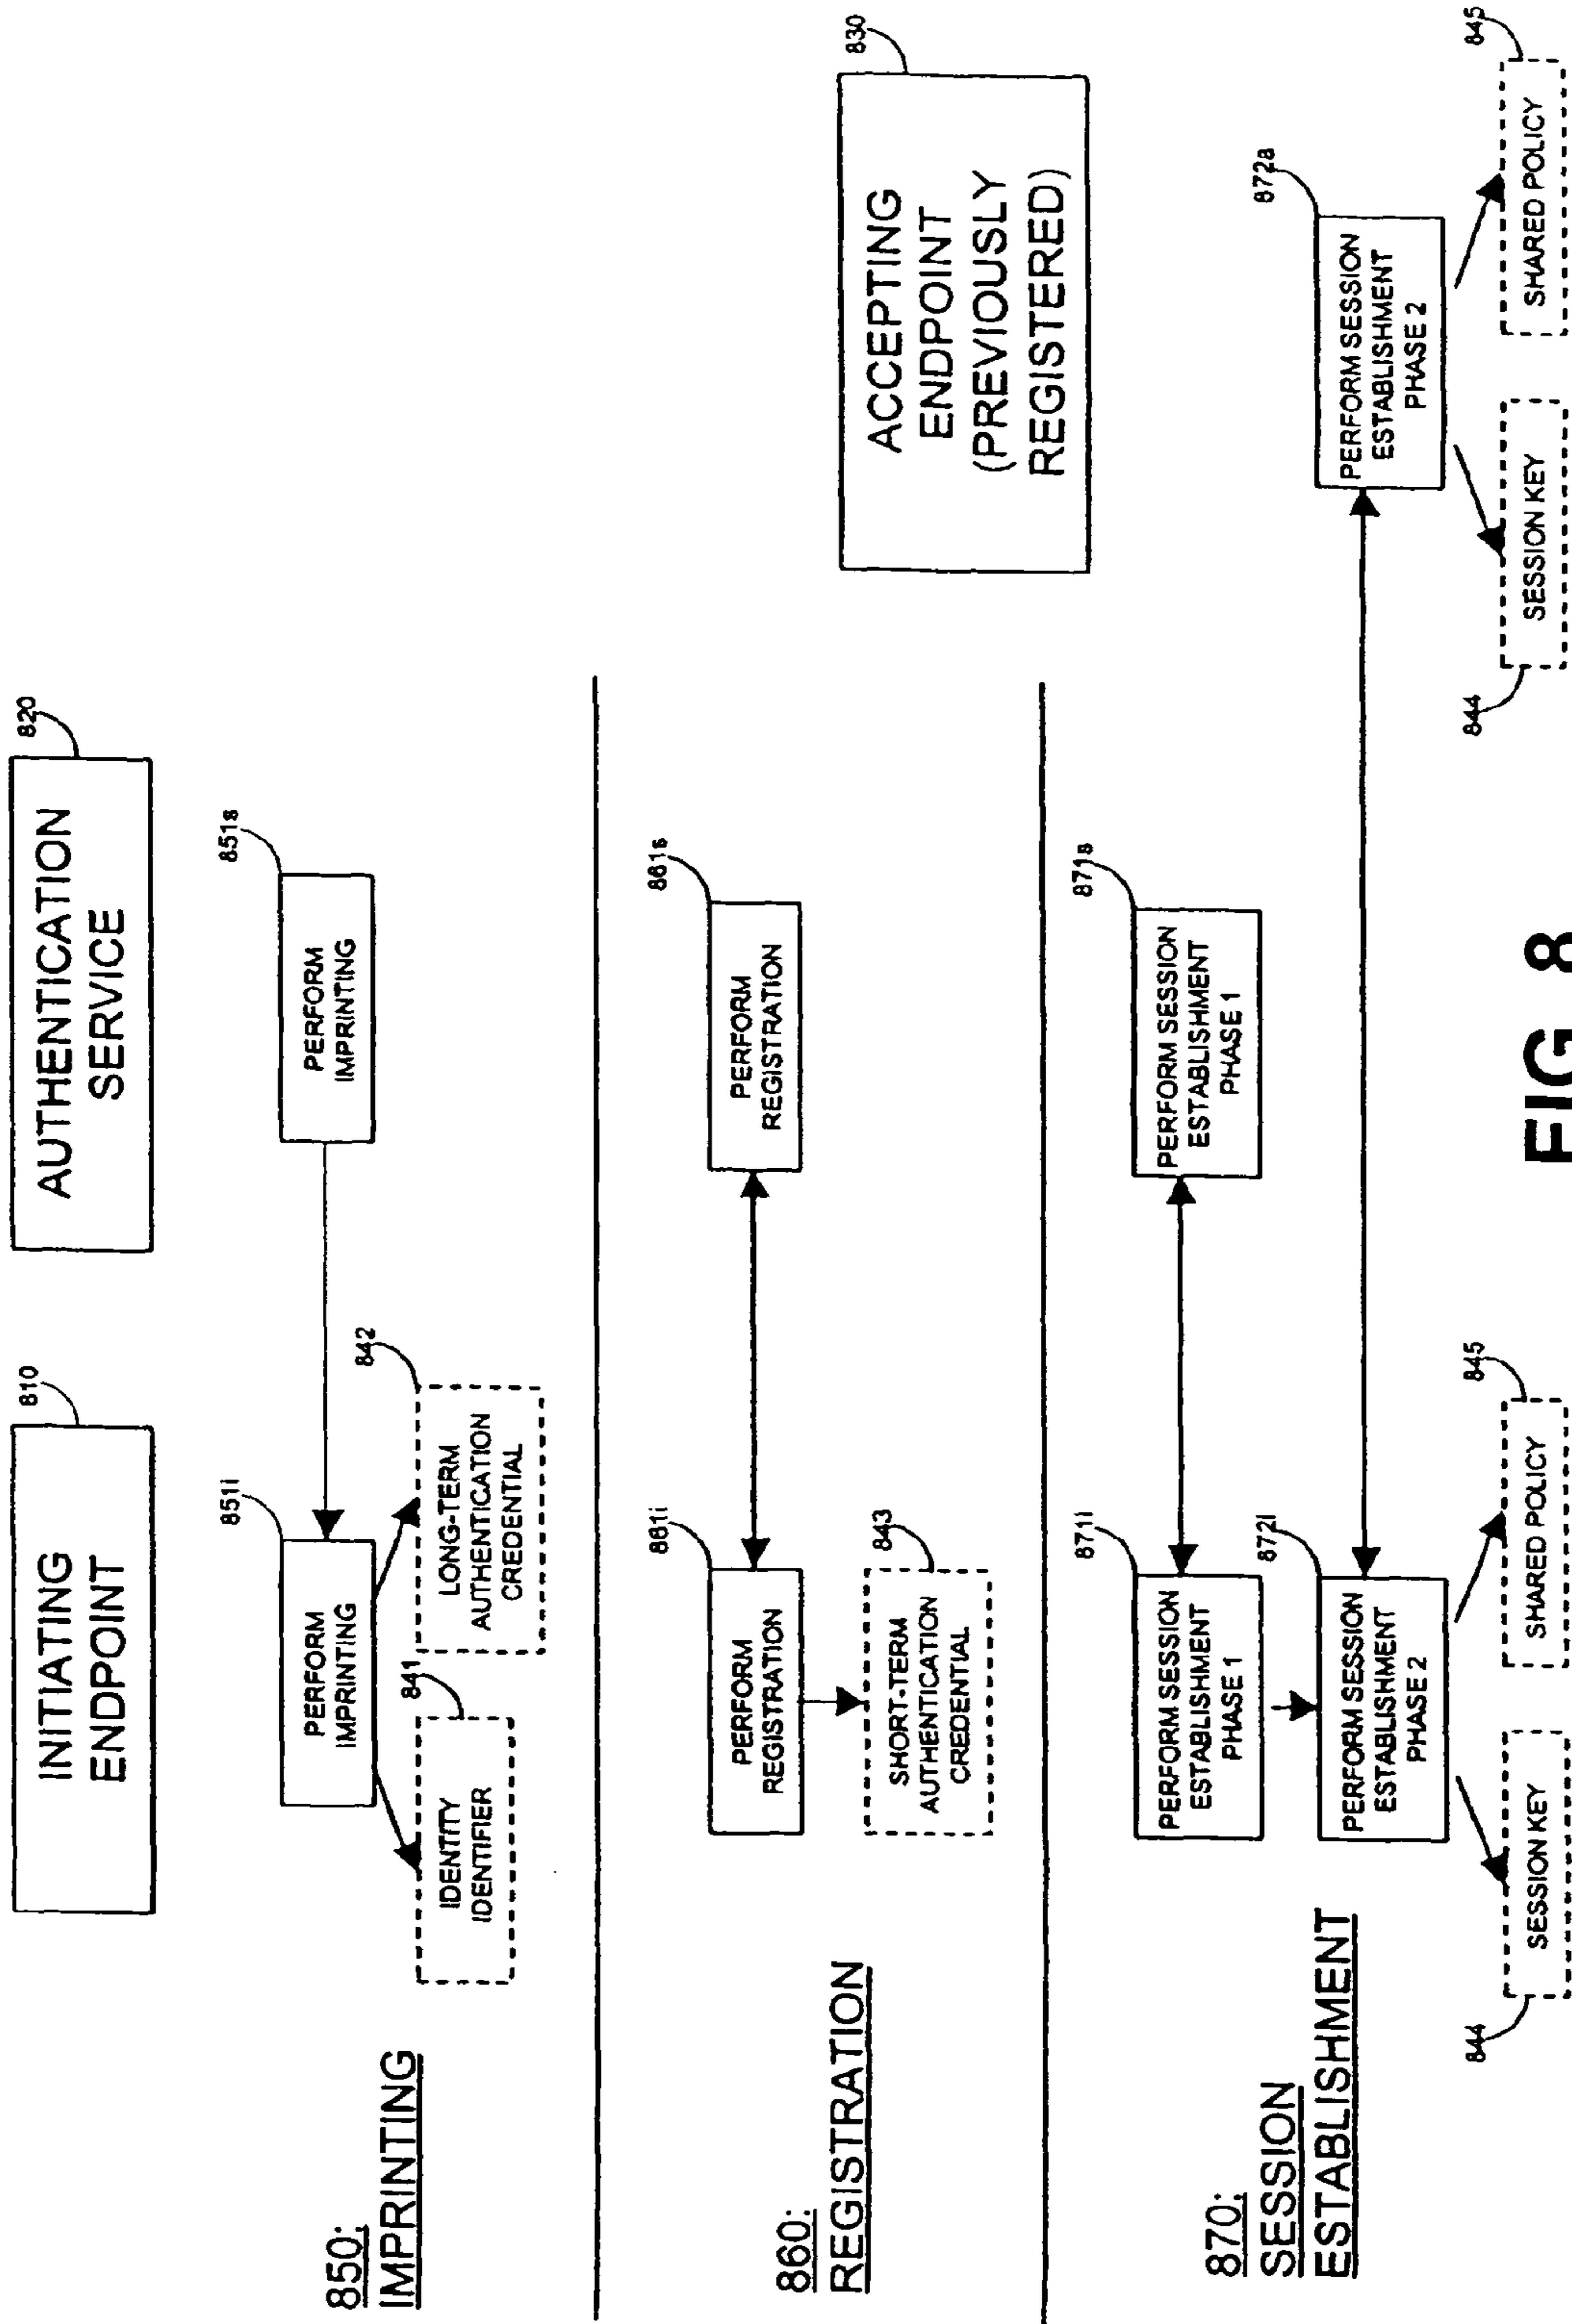 810
INITIATING
ENDPOINT
820
AUTHENTICATION
SERVICE
850:
IMPRINTING
851i
PERFORM
IMPRINTING
851s
PERFORM
IMPRINTING
841
IDENTITY
IDENTIFIER
842
LONG-TERM
AUTHENTICATION
CREDENTIAL
860:
REGISTRATION
861i
PERFORM
REGISTRATION
861s
PERFORM
REGISTRATION
843
SHORT-TERM
AUTHENTICATION
CREDENTIAL
830
ACCEPTING
ENDPOINT
(PREVIOUSLY
REGISTERED)
870:
SESSION
ESTABLISHMENT
871i
PERFORM SESSION
ESTABLISHMENT
PHASE 1
871s
PERFORM SESSION
ESTABLISHMENT
PHASE 1
872i
PERFORM SESSION
ESTABLISHMENT
PHASE 2
872a
PERFORM SESSION
ESTABLISHMENT
PHASE 2
844
SESSION KEY
845
SHARED POLICY
844
SESSION KEY
845
SHARED POLICY
FIG 8